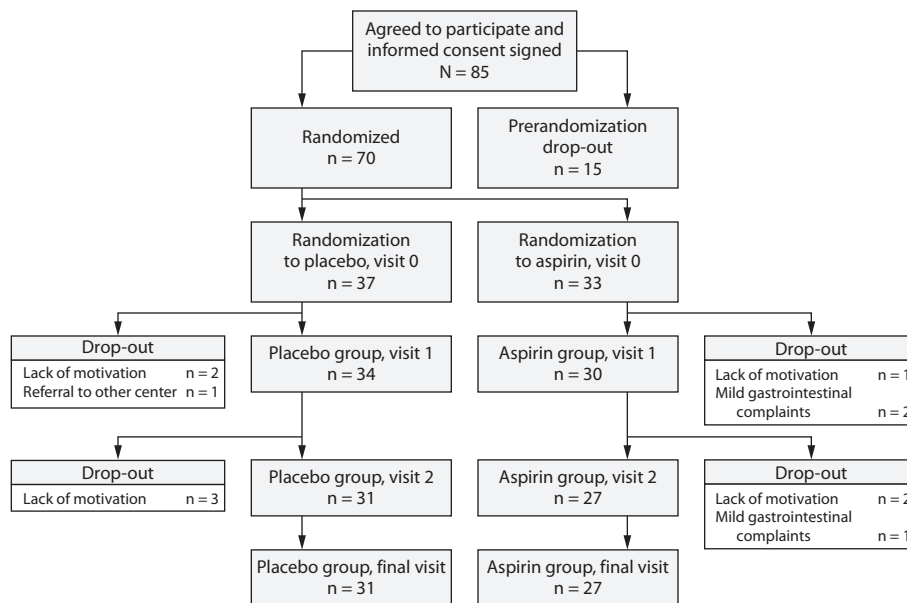 Agreed to participate and
informed consent signed
N = 85
Randomized
n = 70
Prerandomization
drop-out
n = 15
Randomization
to placebo, visit 0
n = 37
Randomization
to aspirin, visit 0
n = 33
Drop-out
Lack of motivation n = 2
Referral to other center n = 1
Placebo group, visit 1
n = 34
Aspirin group, visit 1
n = 30
Drop-out
Lack of motivation n = 1
Mild gastrointestinal
complaints n = 2
Drop-out
Lack of motivation n = 3
Placebo group, visit 2
n = 31
Aspirin group, visit 2
n = 27
Drop-out
Lack of motivation n = 2
Mild gastrointestinal
complaints n = 1
Placebo group, final visit
n = 31
Aspirin group, final visit
n = 27